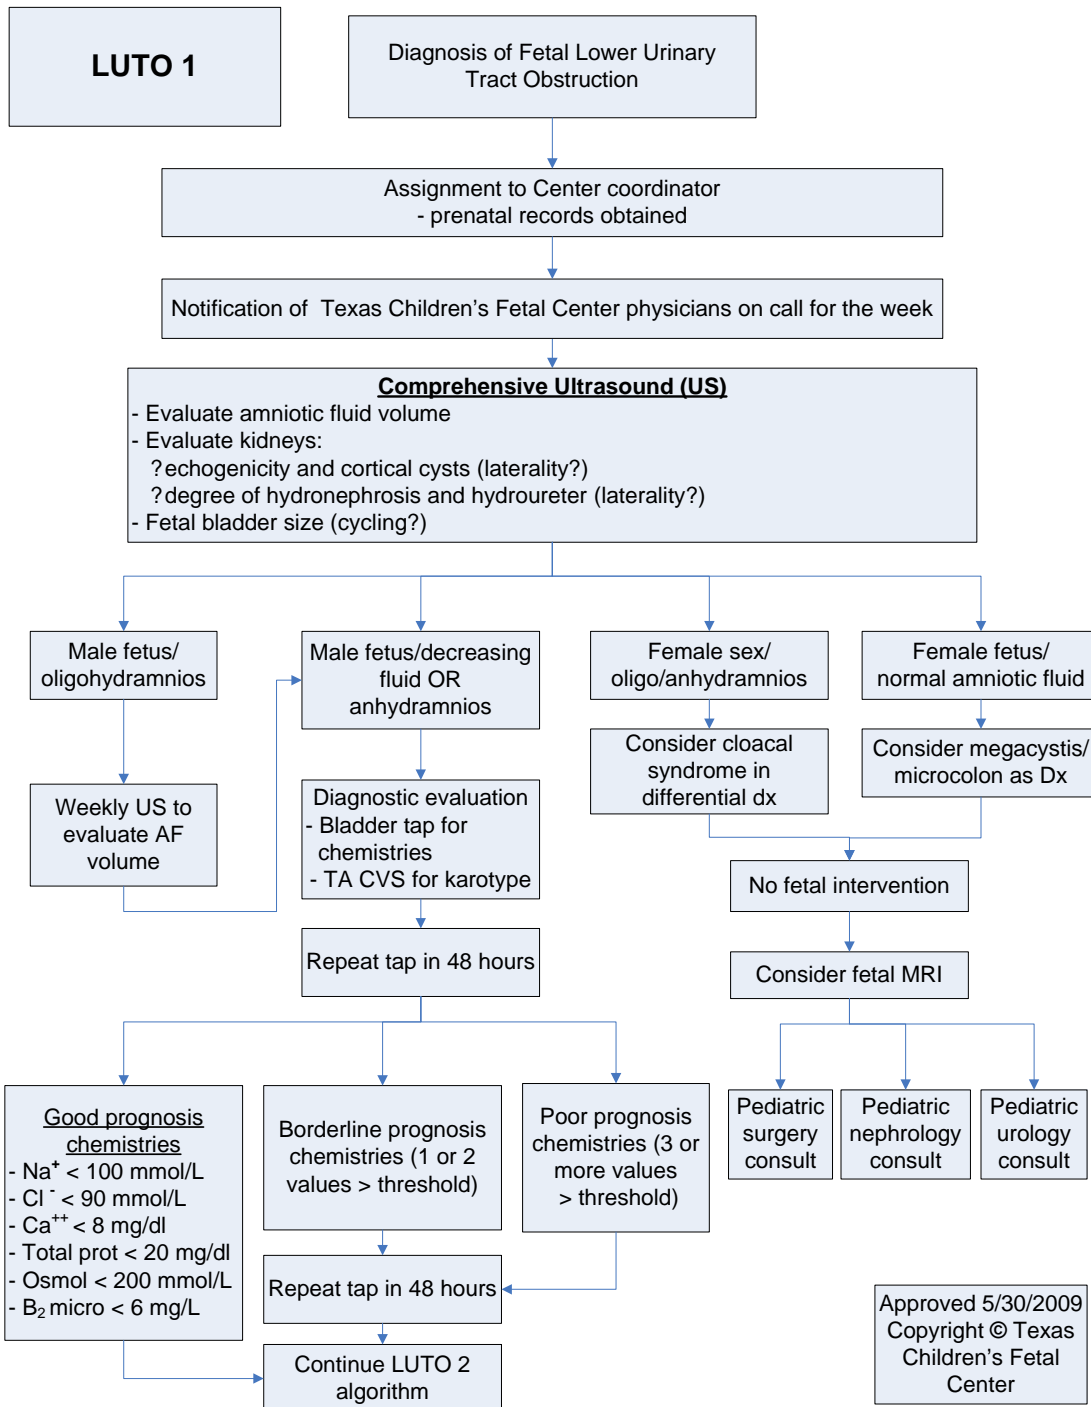 LUTO 1
Diagnosis of Fetal Lower Urinary
Tract Obstruction
Assignment to Center coordinator
- prenatal records obtained
Notification of Texas Children's Fetal Center physicians on call for the week
Comprehensive Ultrasound (US)
- Evaluate amniotic fluid volume
- Evaluate kidneys:
? echogenicity and cortical cysts (laterality?)
? degree of hydronephrosis and hydroureter (laterality?)
- Fetal bladder size (cycling?)
Male fetus/
oligohydramnios
Male fetus/decreasing
fluid OR
anhydramnios
Female sex/
oligo/anhydramnios
Female fetus/
normal amniotic fluid
Weekly US to
evaluate AF
volume
Diagnostic evaluation
- Bladder tap for
chemistries
- TA CVS for karotype
Consider cloacal
syndrome in
differential dx
Consider megacystis/
microcolon as Dx
No fetal intervention
Repeat tap in 48 hours
Consider fetal MRI
Good prognosis
chemistries
- Na+ < 100 mmol/L
- Cl - < 90 mmol/L
- Ca++ < 8 mg/dl
- Total prot < 20 mg/dl
- Osmol < 200 mmol/L
- B2 micro < 6 mg/L
Borderline prognosis
chemistries (1 or 2
values > threshold)
Poor prognosis
chemistries (3 or
more values
> threshold)
Pediatric
surgery
consult
Pediatric
nephrology
consult
Pediatric
urology
consult
Repeat tap in 48 hours
Continue LUTO 2
algorithm
Approved 5/30/2009
Copyright © Texas
Children's Fetal
Center